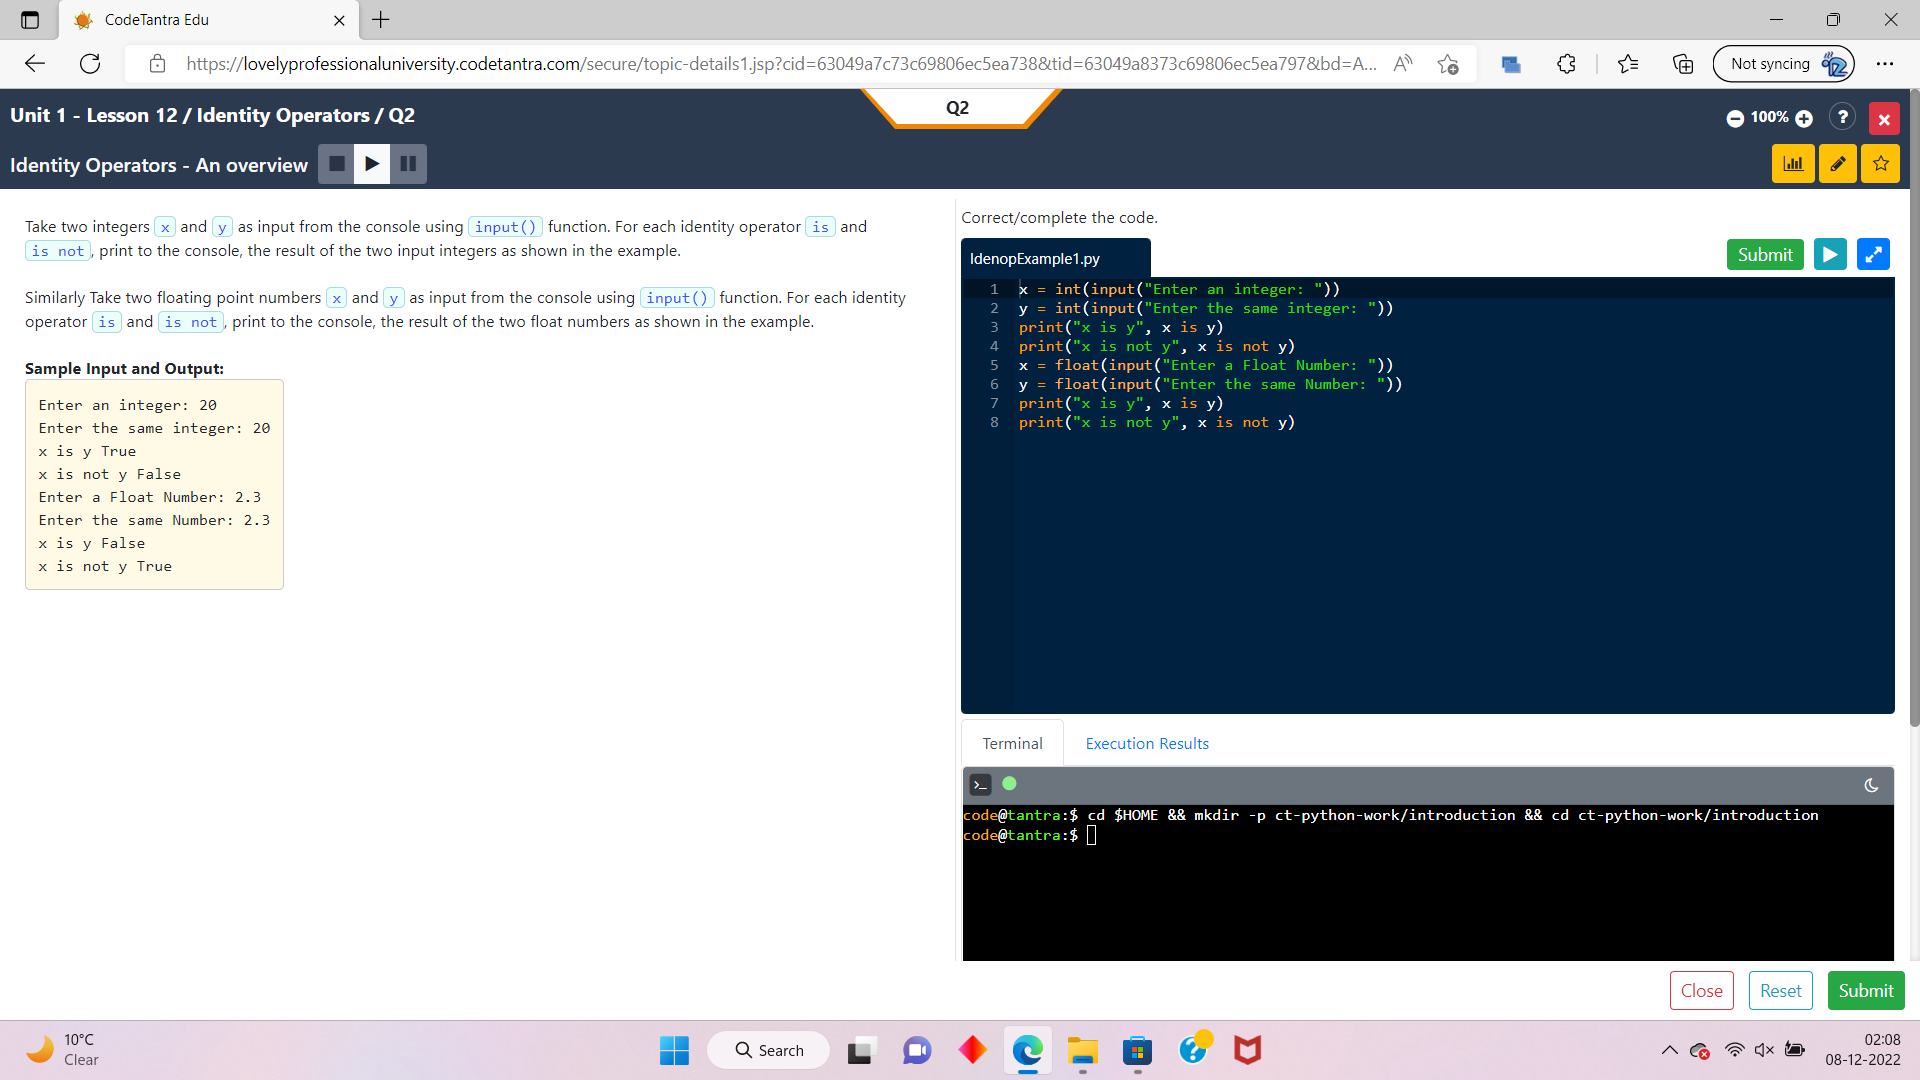 CodeTantra Edu
https://lovelyprofessionaluniversity.codetantra.com/secure/topic-details1.jsp?cid=63049a7c73c69806ec5ea738&tid=63049a8373c69806ec5ea797&bd=A...
Not syncing
Unit 1 - Lesson 12 / Identity Operators / Q2
Q2
100%
?
Identity Operators - An overview
Take two integers x and y as input from the console using input() function. For each identity operator is and
is not, print to the console, the result of the two input integers as shown in the example.
Similarly Take two floating point numbers x and y as input from the console using input() function. For each identity
operator is and is not, print to the console, the result of the two float numbers as shown in the example.
Sample Input and Output:
Enter an integer: 20
Enter the same integer: 20
x is y True
x is not y False
Enter a Float Number: 2.3
Enter the same Number: 2.3
x is y False
x is not y True
Correct/complete the code.
IdenopExample1.py
Submit
1 x = int(input("Enter an integer: "))
2 y = int(input("Enter the same integer: "))
3 print("x is y", x is y)
4 print("x is not y", x is not y)
5 x = float(input("Enter a Float Number: "))
6 y = float(input("Enter the same Number: "))
7 print("x is y", x is y)
8 print("x is not y", x is not y)
Terminal
Execution Results
code@tantra:$ cd $HOME && mkdir -p ct-python-work/introduction && cd ct-python-work/introduction
code@tantra:$
Close
Reset
Submit
10°C
Clear
Search
02:08
08-12-2022